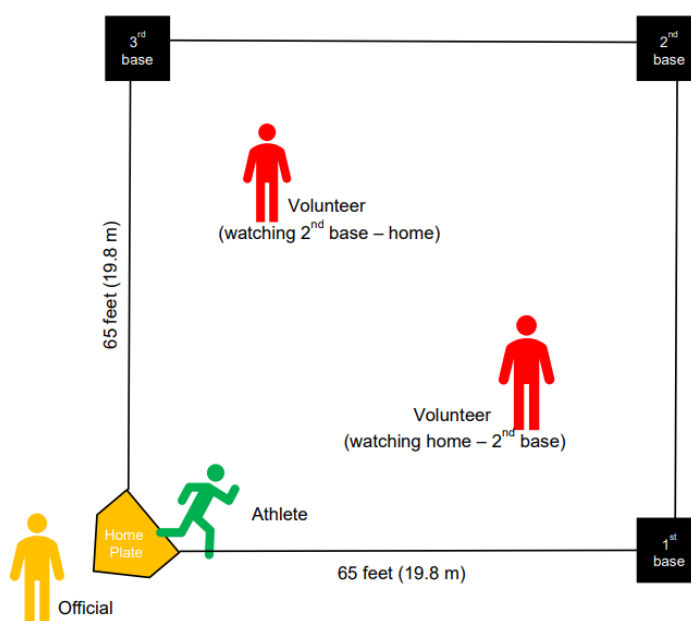 3rd
base
2nd
base
Volunteer
(watching 2nd base – home)
65 feet (19.8 m)
Volunteer
(watching home – 2nd base)
Athlete
Home
Plate
1st
base
65 feet (19.8 m)
Official